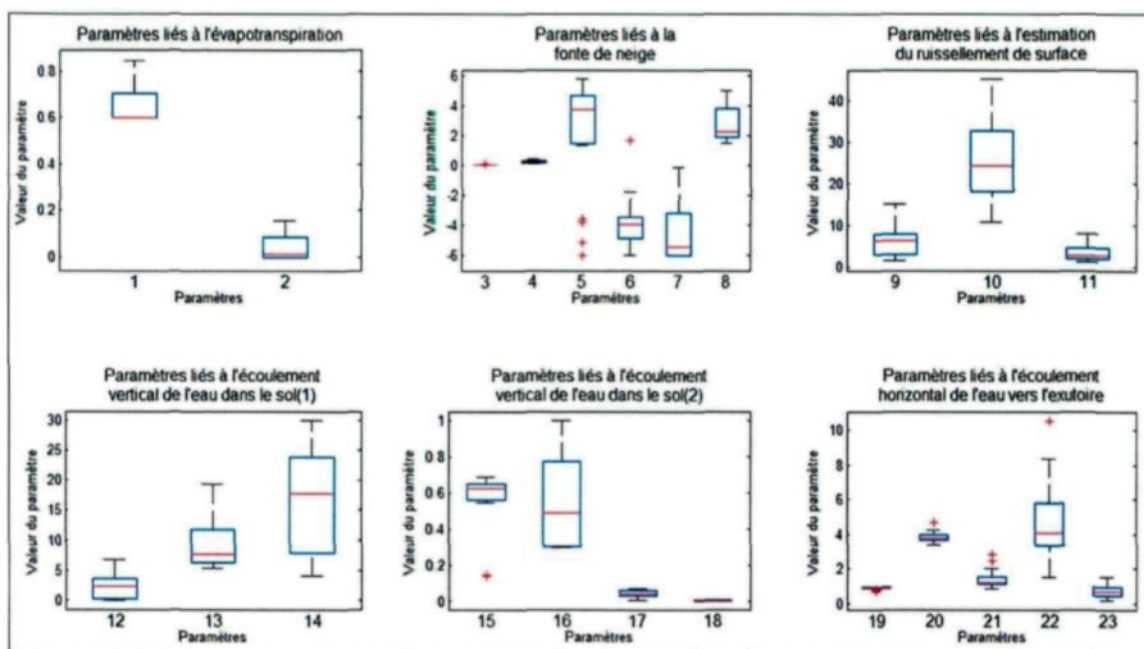 Paramètres liés à l'évapotranspiration
Valeur du paramètre
0.8
0.6
0.4
0.2
0
1
2
Paramètres
Paramètres liés à la
fonte de neige
Valeur du paramètre
6
4
2
0
-2
-4
-6
3
4
5
6
7
8
Paramètres
Paramètres liés à l'estimation
du ruissellement de surface
Valeur du paramètre
40
30
20
10
0
9
10
11
Paramètres
Paramètres liés à l'écoulement
vertical de l'eau dans le sol(1)
Valeur du paramètre
30
25
20
15
10
5
0
12
13
14
Paramètres
Paramètres liés à l'écoulement
vertical de l'eau dans le sol(2)
Valeur du paramètre
1
0.8
0.6
0.4
0.2
0
15
16
17
18
Paramètres
Paramètres liés à l'écoulement
horizontal de l'eau vers l'exutoire
Valeur du paramètre
10
8
6
4
2
0
19
20
21
22
23
Paramètres